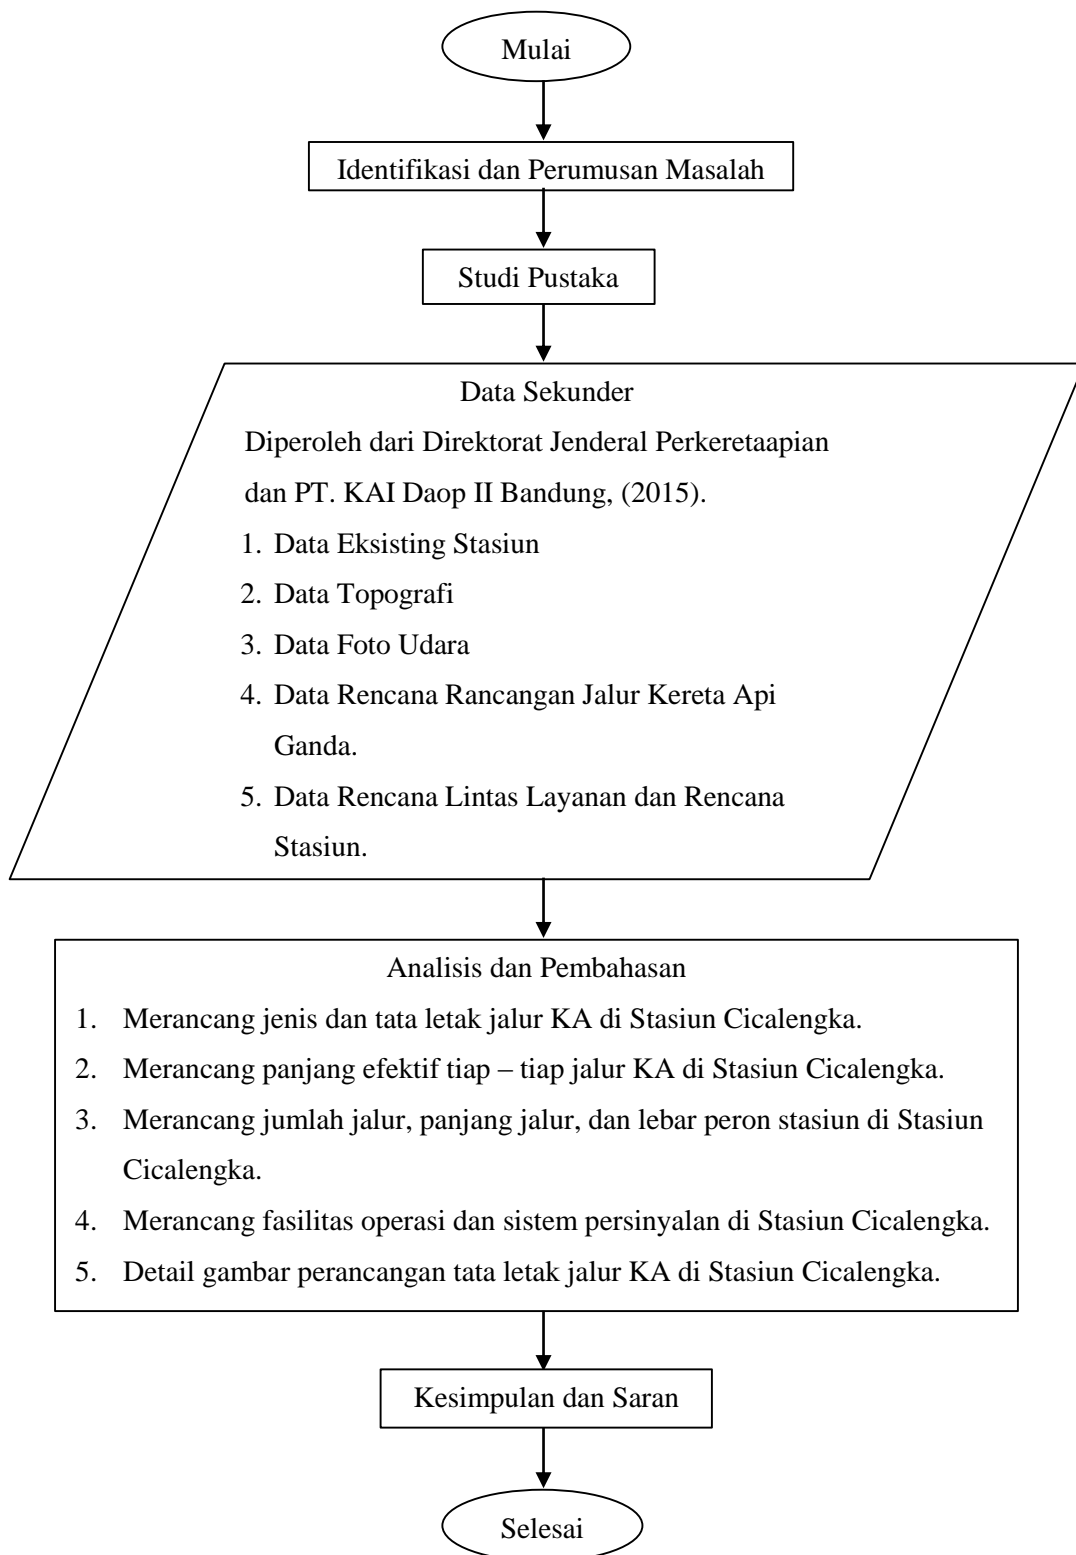 Mulai
Identifikasi dan Perumusan Masalah
Studi Pustaka
Data Sekunder
Diperoleh dari Direktorat Jenderal Perkeretaapian
dan PT. KAI Daop II Bandung, (2015).
1. Data Eksisting Stasiun
2. Data Topografi
3. Data Foto Udara
4. Data Rencana Rancangan Jalur Kereta Api
Ganda.
5. Data Rencana Lintas Layanan dan Rencana
Stasiun.
Analisis dan Pembahasan
1. Merancang jenis dan tata letak jalur KA di Stasiun Cicalengka.
2. Merancang panjang efektif tiap – tiap jalur KA di Stasiun Cicalengka.
3. Merancang jumlah jalur, panjang jalur, dan lebar peron stasiun di Stasiun
Cicalengka.
4. Merancang fasilitas operasi dan sistem persinyalan di Stasiun Cicalengka.
5. Detail gambar perancangan tata letak jalur KA di Stasiun Cicalengka.
Kesimpulan dan Saran
Selesai